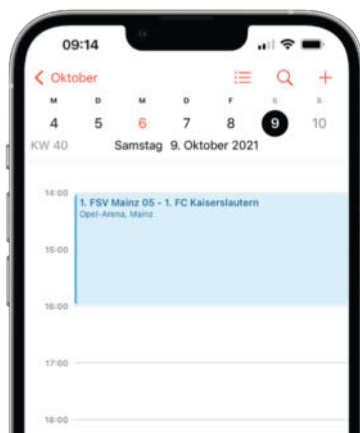 09:14
Oktober
M D M D F S S
4 5 6 7 8 9 10
KW 40 Samstag 9. Oktober 2021
14:00
1. FSV Mainz 05 - 1. FC Kaiserslautern
Opel-Arena, Mainz
15:00
16:00
17:00
18:00